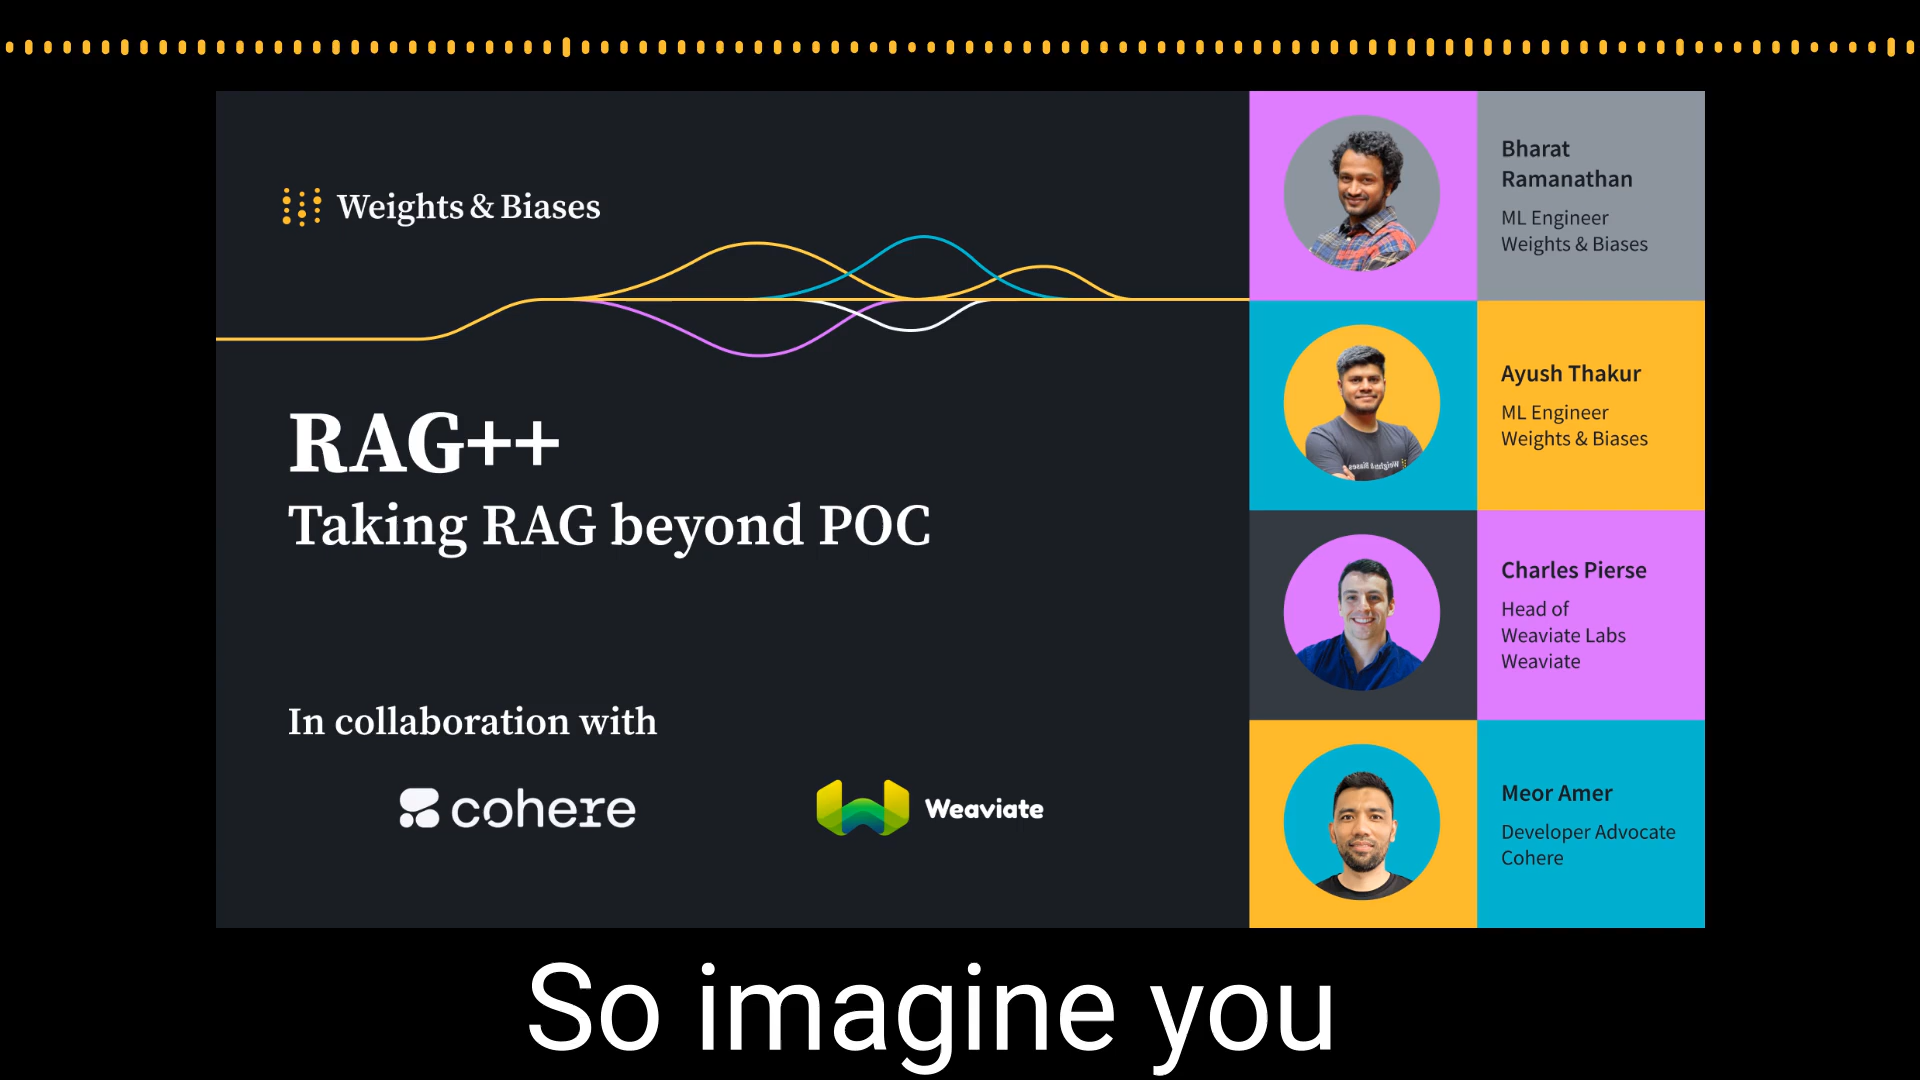 Weights & Biases
RAG++
Taking RAG beyond POC
In collaboration with
cohere
Weaviate
Bharat
Ramanathan
ML Engineer
Weights & Biases
Ayush Thakur
ML Engineer
Weights & Biases
Weights & Biases
Charles Pierse
Head of
Weaviate Labs
Weaviate
Meor Amer
Developer Advocate
Cohere
So imagine you